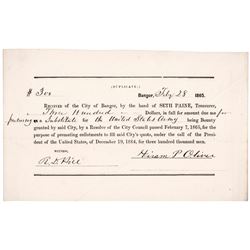 (DUPLICATE.)
$ 300 Bangor, Feby 28 1865.
RECEIVED of the City of Bangor, by the hand of SETH PAINE, Treasurer,
Three Hundred Dollars, in full for amount due me for
furnishing a Substitute for the United States Army being Bounty
granted by said City, by a Resolve of the City Council passed February 7, 1865, for the
purpose of promoting enlistments to fill said City's quota, under the call of the President
of the United States, of December 19, 1864, for three hundred thousand men.
WITNESS,
Hiram P Oliver